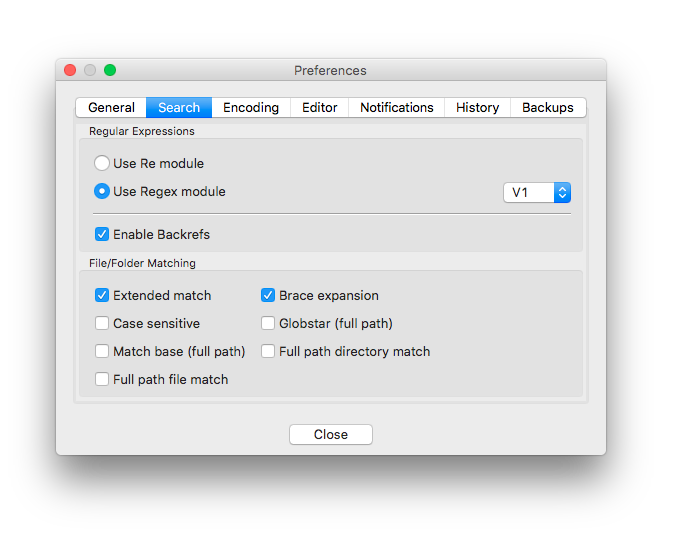 Preferences
General Search Encoding Editor Notifications History Backups
Regular Expressions
Use Re module
Use Regex module V1
Enable Backrefs
File/Folder Matching
Extended match Brace expansion
Case sensitive Globstar (full path)
Match base (full path) Full path directory match
Full path file match
Close